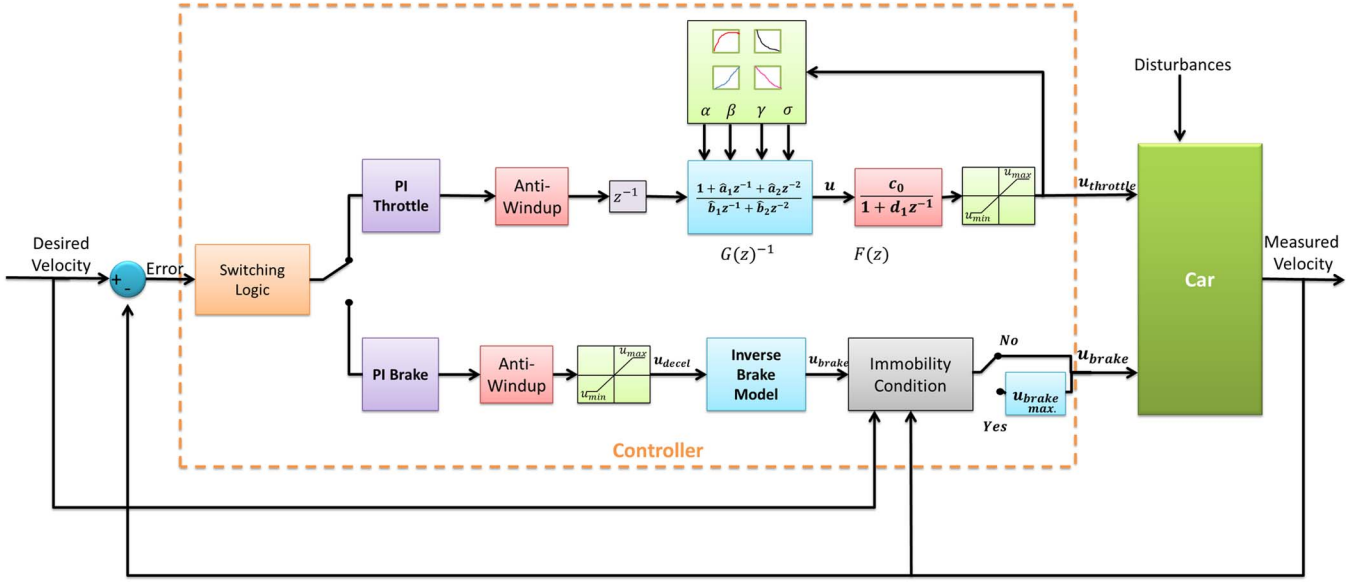 Disturbances
α β γ σ
PI
Throttle
Anti-
Windup
z⁻¹
1 + â₁z⁻¹ + â₂z⁻²
b̂₁z⁻¹ + b̂₂z⁻²
u
c₀
1 + d₁z⁻¹
u_max
u_min
u_throttle
G(z)⁻¹
F(z)
Desired
Velocity
Measured
Velocity
+
-
Error
Switching
Logic
Car
PI Brake
Anti-
Windup
u_max
u_min
u_decel
Inverse
Brake
Model
u_brake
Immobility
Condition
No
Yes
u_brake
max.
u_brake
Controller